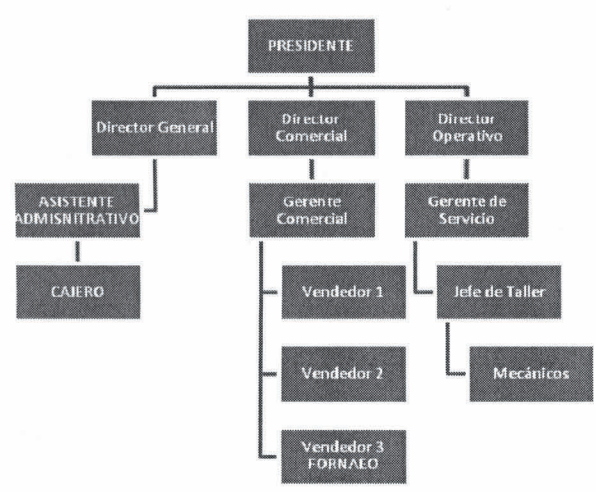 PRESIDENTE
Director General
Director
Comercial
Director
Operativo
ASISTENTE
ADMISNITRATIVO
Gerente
Comercial
Gerente de
Servicio
CAJERO
Vendedor 1
Jefe de Taller
Vendedor 2
Mecánicos
Vendedor 3
FORNAEO